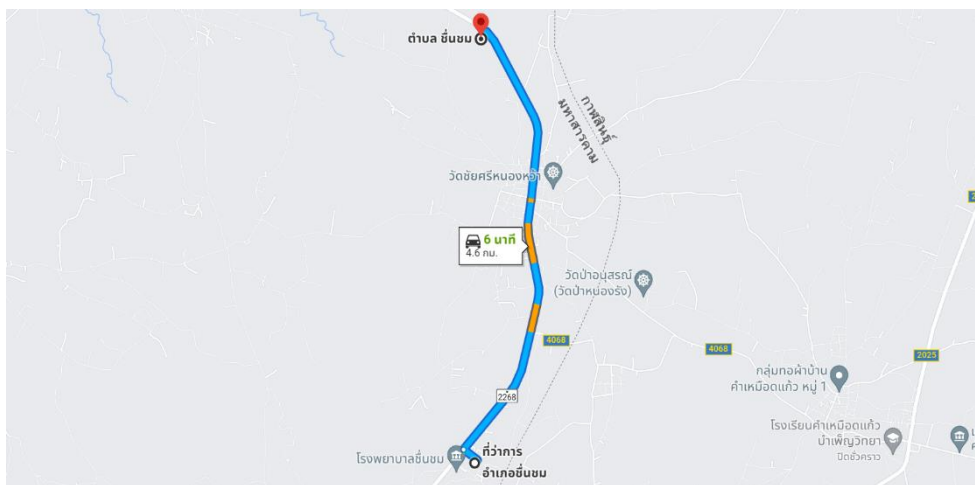 ตำบล ชื่นชม
กาฬสินธุ์
มหาสารคาม
วัดชัยศรีหนองหว้า
6 นาที
4.6 กม.
วัดป่าอนุสรณ์
(วัดป่าหนองรัง)
4068
4068
2025
กลุ่มทอผ้าบ้าน
คำเหมือดแก้ว หมู่ 1
2268
โรงเรียนคำเหมือดแก้ว
บำเพ็ญวิทยา
ปิดชั่วคราว
โรงพยาบาลชื่นชม
ที่ว่าการ
อำเภอชื่นชม